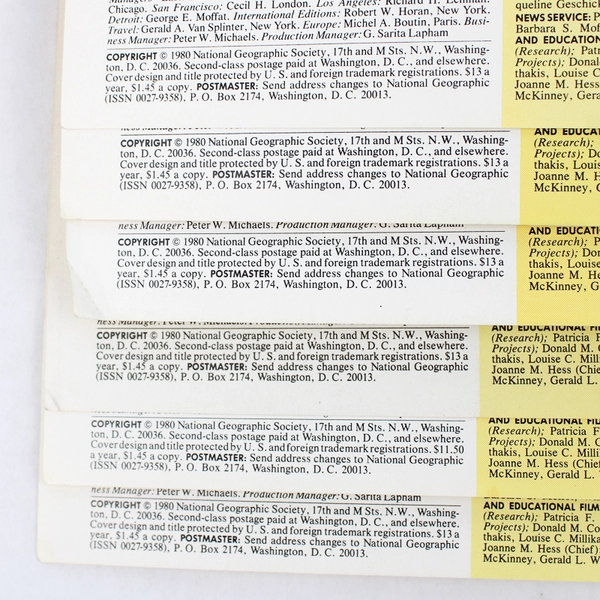 Chicago. San Francisco: Cecil H. London. Los Angeles: Richard H.
Detroit: George E. Moffat. International Editions: Robert W. Horan, New York.
Travel: Gerald A. Van Splinter, New York. Europe: Michel A. Boutin, Paris. Busi-
ness Manager: Peter W. Michaels. Production Manager: G. Sarita Lapham
COPYRIGHT © 1980 National Geographic Society, 17th and M Sts. N.W., Washing-
ton, D. C. 20036. Second-class postage paid at Washington, D. C., and elsewhere.
Cover design and title protected by U. S. and foreign trademark registrations. $13 a
year, $1.45 a copy. POSTMASTER: Send address changes to National Geographic
(ISSN 0027-9358), P. O. Box 2174, Washington, D. C. 20013.
queline Geschic
NEWS SERVICE: P
Barbara S. Mof
AND EDUCATION
(Research); Pat
Projects); Donal
thakis, Louise C
Joanne M. Hess
McKinney, Geral
COPYRIGHT © 1980 National Geographic Society, 17th and M Sts. N.W., Washing-
ton, D. C. 20036. Second-class postage paid at Washington, D. C., and elsewhere.
Cover design and title protected by U. S. and foreign trademark registrations. $13 a
year, $1.45 a copy. POSTMASTER: Send address changes to National Geographic
(ISSN 0027-9358), P. O. Box 2174, Washington, D. C. 20013.
AND EDUCAT
(Research);
Projects); Do
thakis, Louis
Joanne M. H
McKinney, G
ness Manager: Peter W. Michaels. Production Manager: G. Sarita Lapham
COPYRIGHT © 1980 National Geographic Society, 17th and M Sts. N.W., Washing-
ton, D. C. 20036. Second-class postage paid at Washington, D. C., and elsewhere.
Cover design and title protected by U. S. and foreign trademark registrations. $13 a
year, $1.45 a copy. POSTMASTER: Send address changes to National Geographic
(ISSN 0027-9358), P. O. Box 2174, Washington, D. C. 20013.
AND EDUCATIO
(Research); P
Projects); Don
thakis, Louise
Joanne M. He
McKinney, G
COPYRIGHT © 1980 National Geographic Society, 17th and M Sts. N.W., Washing-
ton, D. C. 20036. Second-class postage paid at Washington, D. C., and elsewhere.
Cover design and title protected by U. S. and foreign trademark registrations. $13 a
year, $1.45 a copy. POSTMASTER: Send address changes to National Geographic
(ISSN 0027-9358), P. O. Box 2174, Washington, D. C. 20013.
AND EDUCATIONAL FIL
(Research); Patricia F
Projects); Donald M. C
thakis, Louise C. Milli
Joanne M. Hess (Chie
McKinney, Gerald L.
COPYRIGHT © 1980 National Geographic Society, 17th and M Sts. N.W., Washing-
ton, D. C. 20036. Second-class postage paid at Washington, D. C., and elsewhere.
Cover design and title protected by U. S. and foreign trademark registrations. $11.50
a year, $1.45 a copy. POSTMASTER: Send address changes to National Geographic
(ISSN 0027-9358), P. O. Box 2174, Washington, D. C. 20013.
AND EDUCATIONAL FIL
(Research); Patricia F.
Projects); Donald M. C
thakis, Louise C. Milli
Joanne M. Hess (Chief
McKinney, Gerald L.
ness Manager: Peter W. Michaels. Production Manager: G. Sarita Lapham
COPYRIGHT © 1980 National Geographic Society, 17th and M Sts. N.W., Washing-
ton, D. C. 20036. Second-class postage paid at Washington, D. C., and elsewhere.
Cover design and title protected by U. S. and foreign trademark registrations. $13 a
year, $1.45 a copy. POSTMASTER: Send address changes to National Geographic
(ISSN 0027-9358), P. O. Box 2174, Washington, D. C. 20013.
AND EDUCATIONAL FILM
(Research); Patricia F.
Projects); Donald M. Co
thakis, Louise C. Millika
Joanne M. Hess (Chief)
McKinney, Gerald L. W